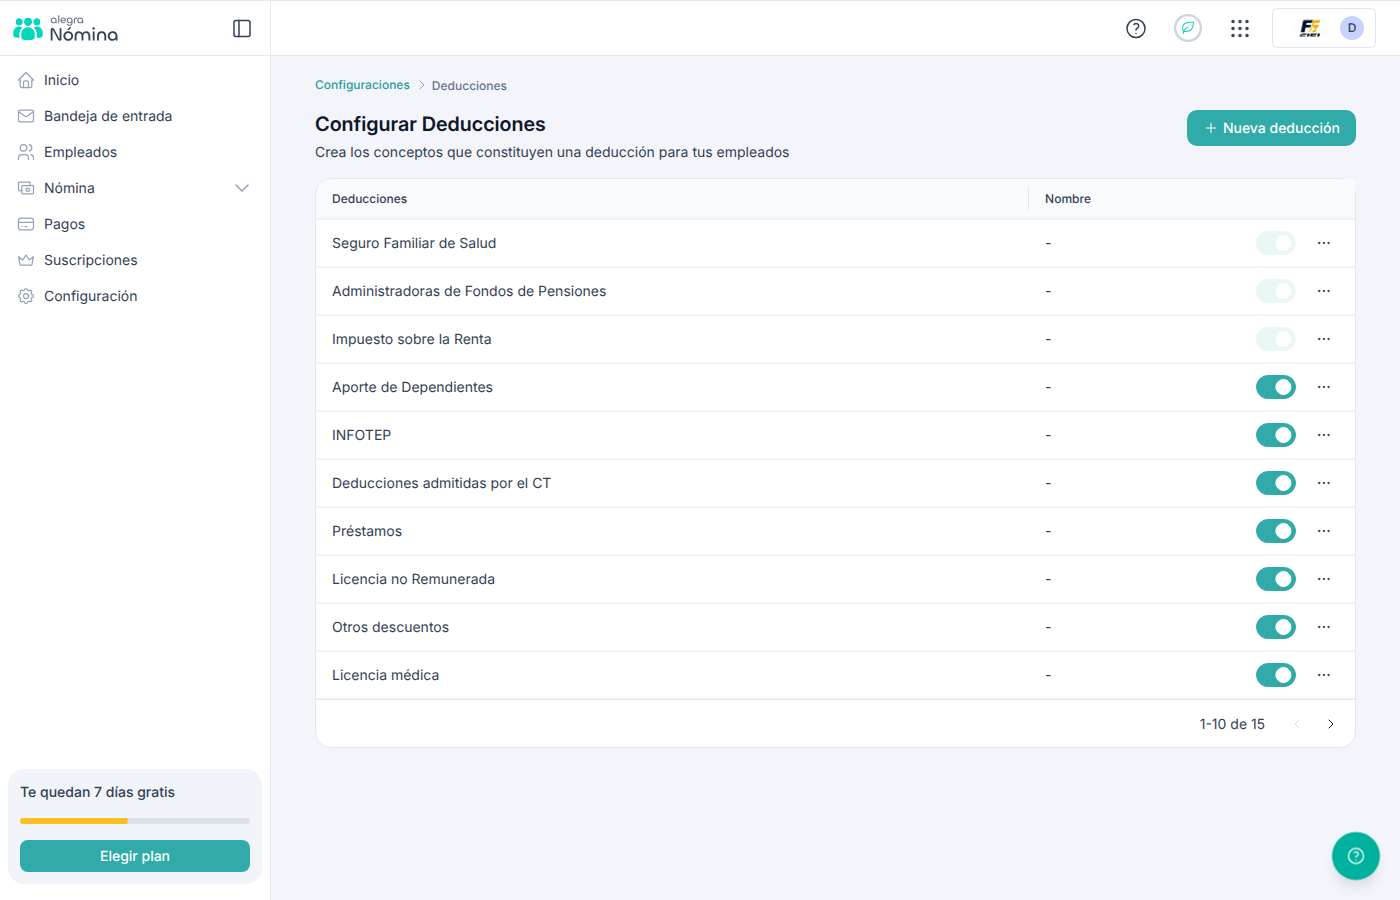 alegra
Nómina
D
Inicio
Bandeja de entrada
Empleados
Nómina
Pagos
Suscripciones
Configuración
Te quedan 7 días gratis
Elegir plan
Configuraciones > Deducciones
Configurar Deducciones
Crea los conceptos que constituyen una deducción para tus empleados
+ Nueva deducción
Deducciones Nombre
Seguro Familiar de Salud -
Administradoras de Fondos de Pensiones -
Impuesto sobre la Renta -
Aporte de Dependientes -
INFOTEP -
Deducciones admitidas por el CT -
Préstamos -
Licencia no Remunerada -
Otros descuentos -
Licencia médica -
1-10 de 15